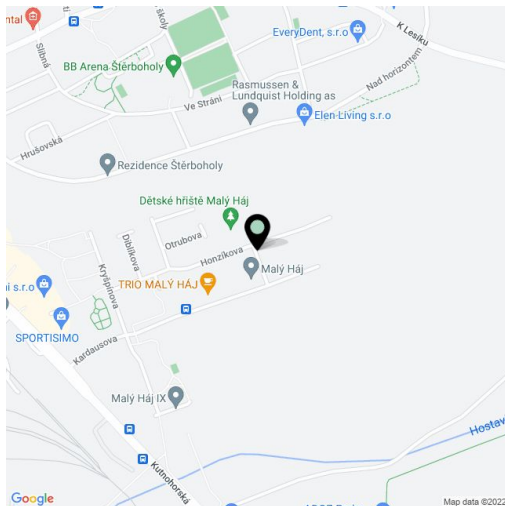 ntal
školy
K Lesíku
EveryDent, s.r.o
Slibná
BB Arena Štěrboholy
Nad horizontem
Rasmussen &
Lundquist Holding as
Ve Stráni
Elen Living s.r.o
Hrušovská
Rezidence Štěrboholy
Dětské hřiště Malý Háj
Otrubova
Diblíkova
Honzíkova
Kryšpínova
Malý Háj
TRIO MALÝ HÁJ
i s.r.o
SPORTISIMO
Kardausova
Malý Háj IX
Hostav
Kutnohorská
Google
Map data ©2022